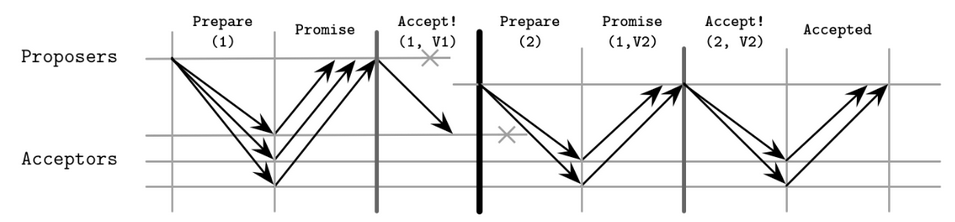 Prepare
(1)
Promise
Accept!
(1, V1)
Prepare
(2)
Promise
(1,V2)
Accept!
(2, V2)
Accepted
Proposers
Acceptors